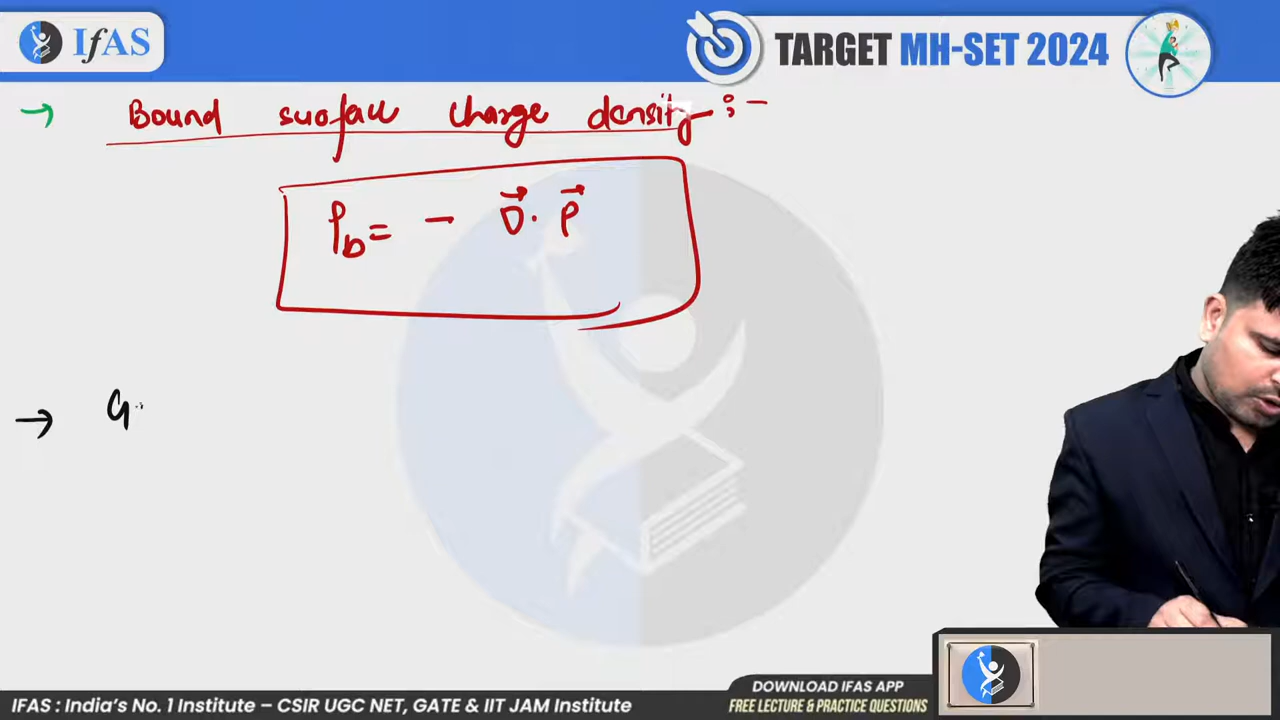 IFAS
TARGET MH-SET 2024
→ Bound surface charge density :-
ρb = - ∇⃗ . P⃗
→ G
IFAS : India's No. 1 Institute – CSIR UGC NET, GATE & IIT JAM Institute
DOWNLOAD IFAS APP
FREE LECTURE & PRACTICE QUESTIONS